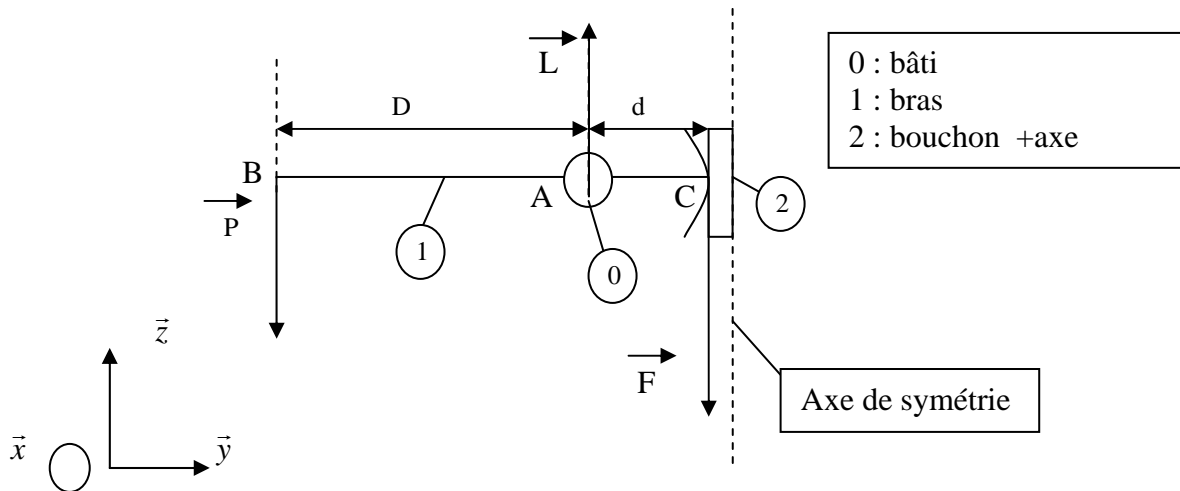 L
0 : bâti
1 : bras
2 : bouchon +axe
D
d
B
A
C
2
P
1
0
z
F
Axe de symétrie
x
y